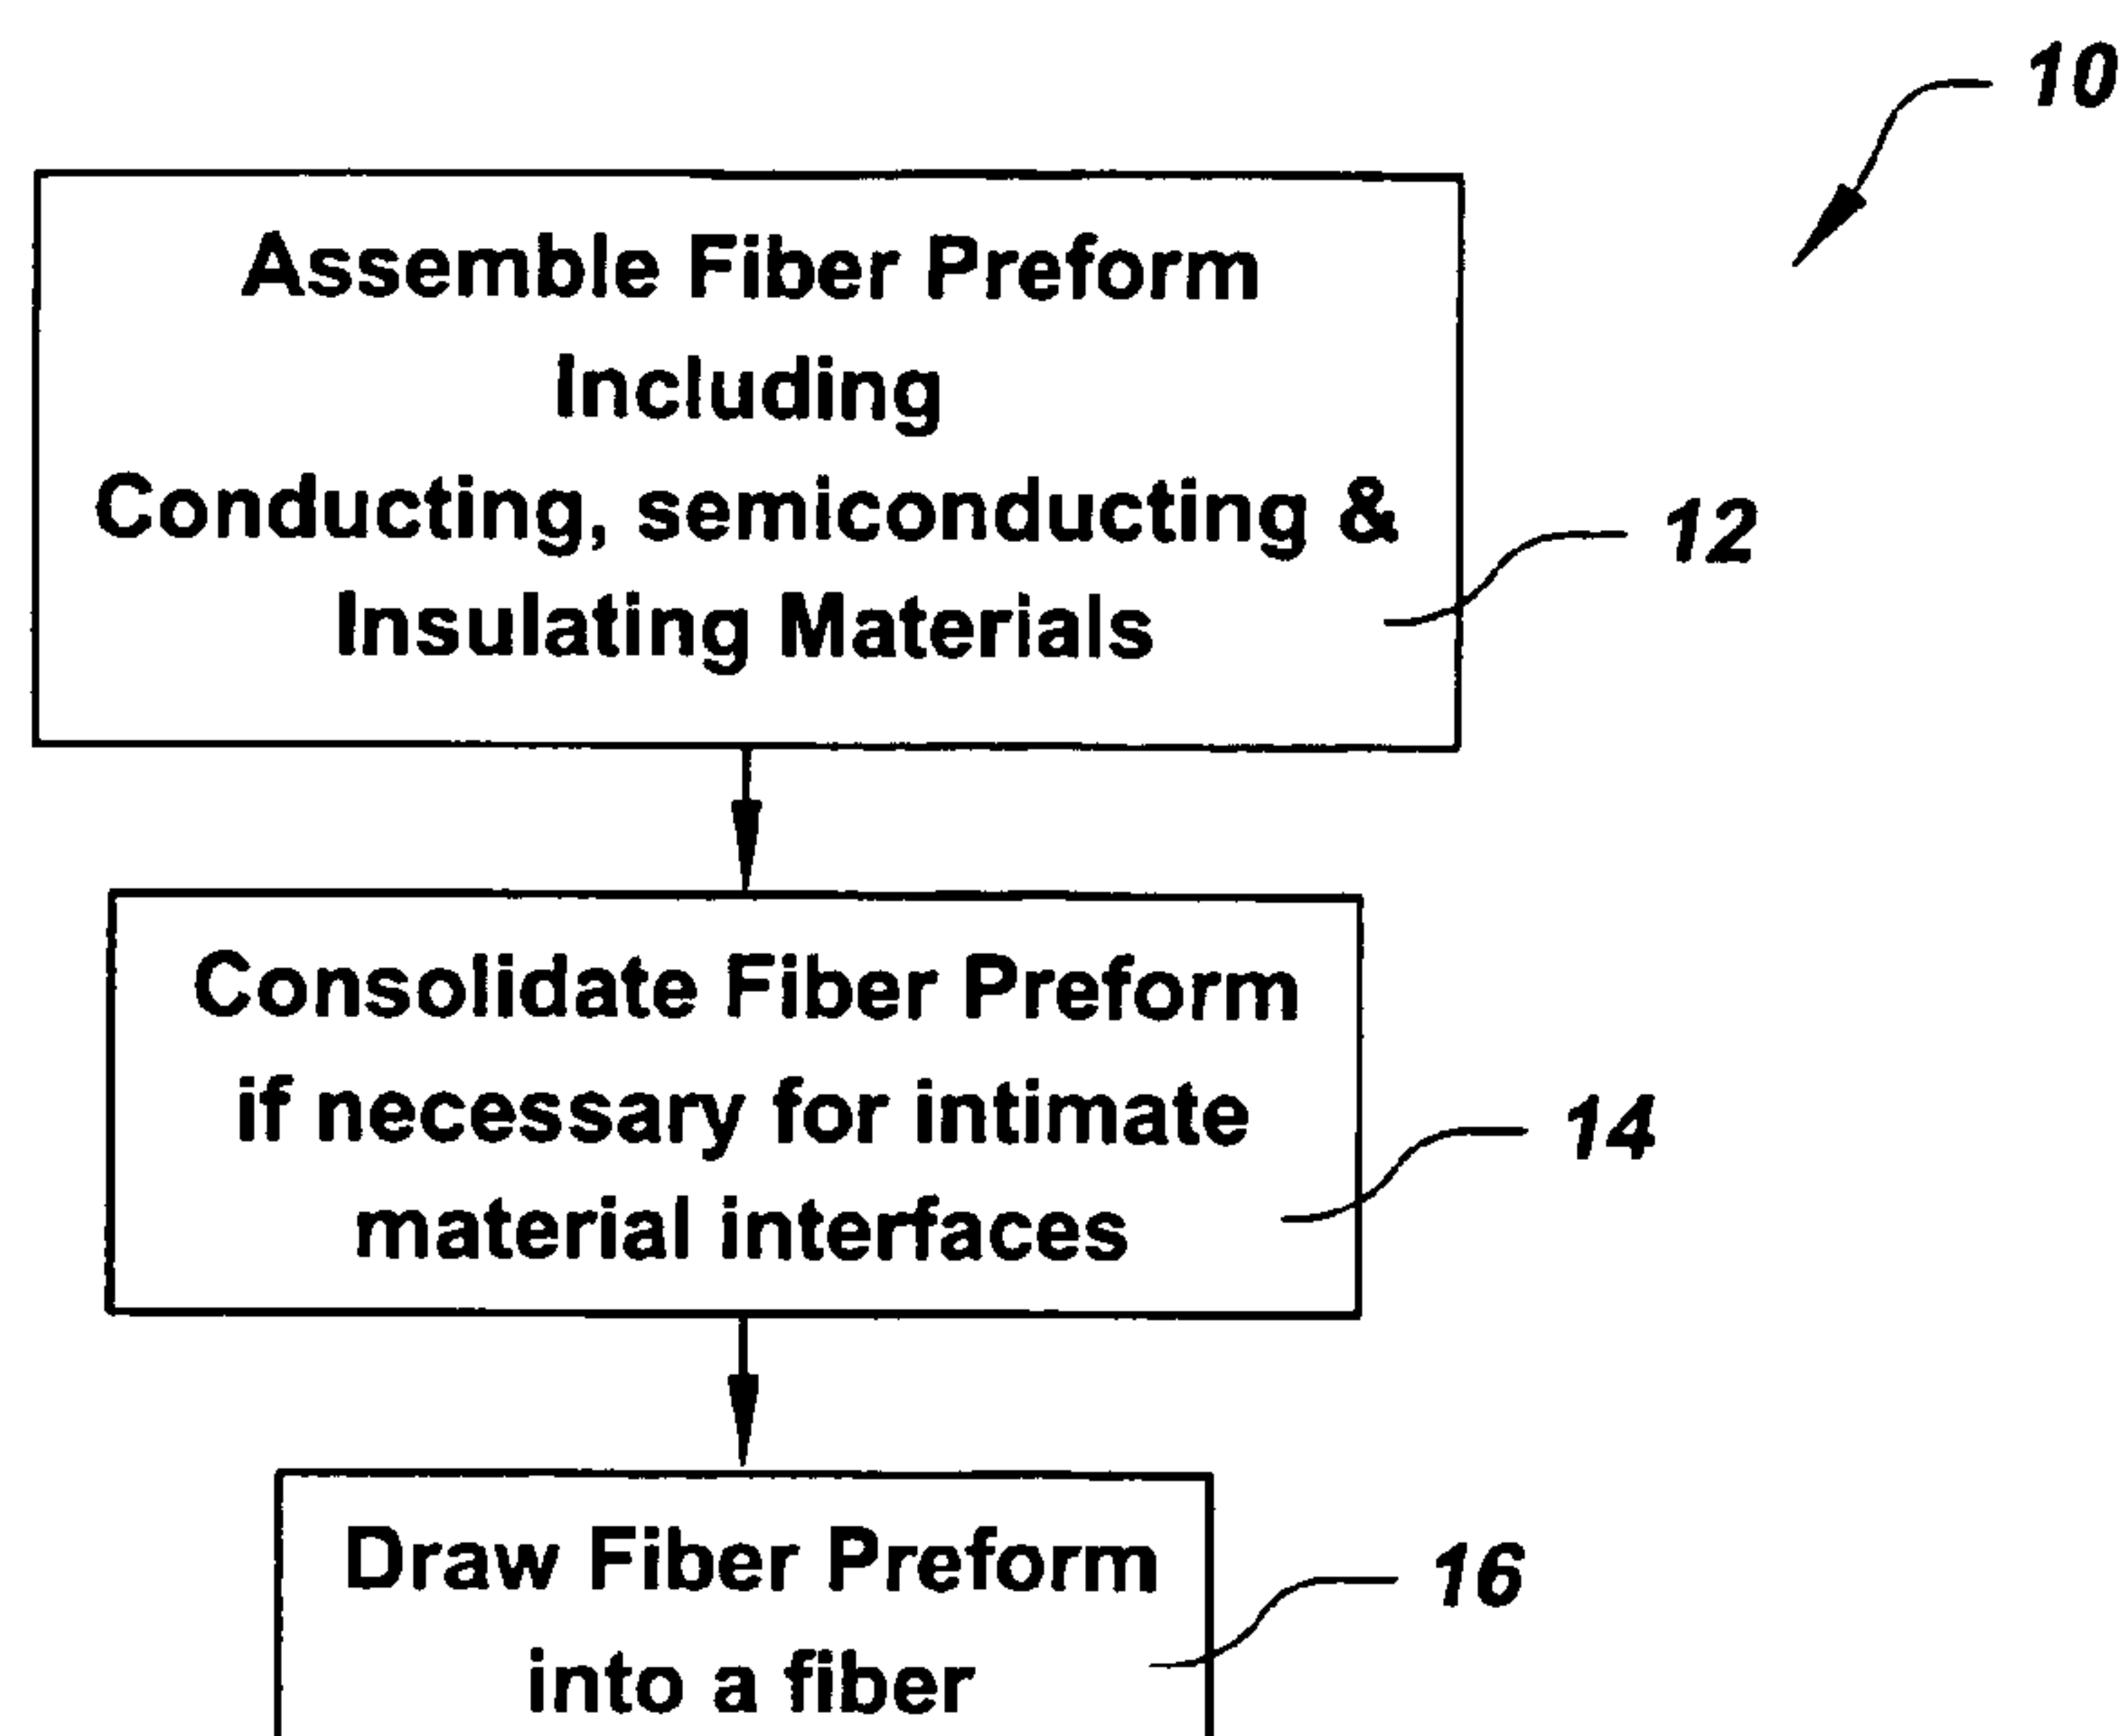 10
Assemble Fiber Preform
Including
Conducting, semiconducting &
Insulating Materials
12
Consolidate Fiber Preform
if necessary for intimate
material interfaces
14
Draw Fiber Preform
into a fiber
16